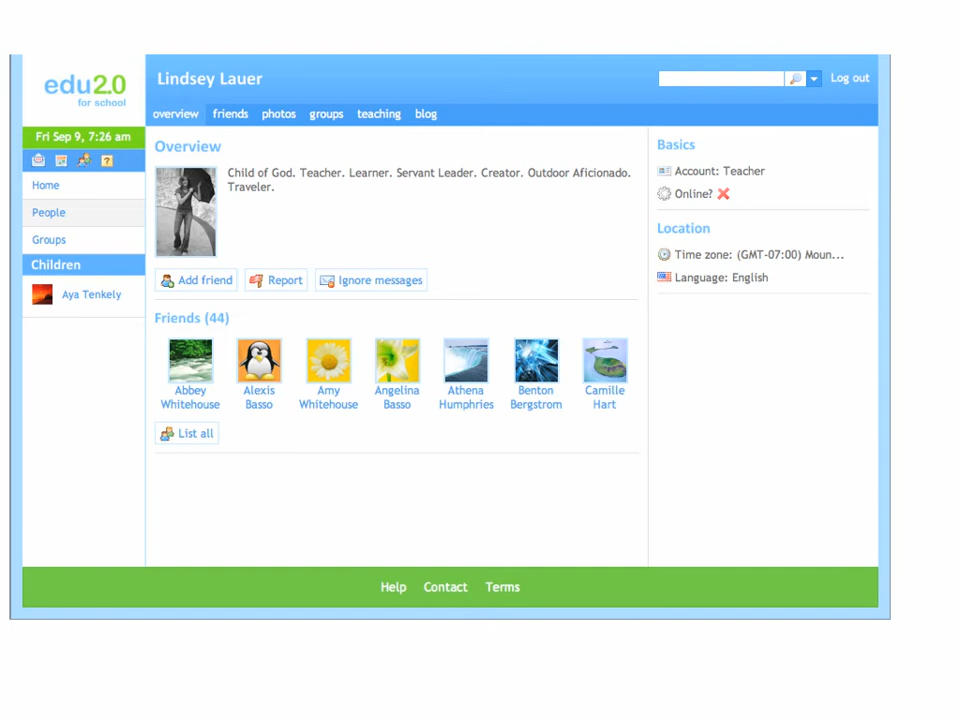 edu2.0
for school
Lindsey Lauer
Log out
overview friends photos groups teaching blog
Fri Sep 9, 7:26 am
Home
People
Groups
Children
Aya Tenkely
Overview
Child of God. Teacher. Learner. Servant Leader. Creator. Outdoor Aficionado.
Traveler.
Add friend Report Ignore messages
Friends (44)
Abbey Whitehouse
Alexis Basso
Amy Whitehouse
Angelina Basso
Athena Humphries
Benton Bergstrom
Camille Hart
List all
Basics
Account: Teacher
Online?
Location
Time zone: (GMT-07:00) Moun...
Language: English
Help Contact Terms